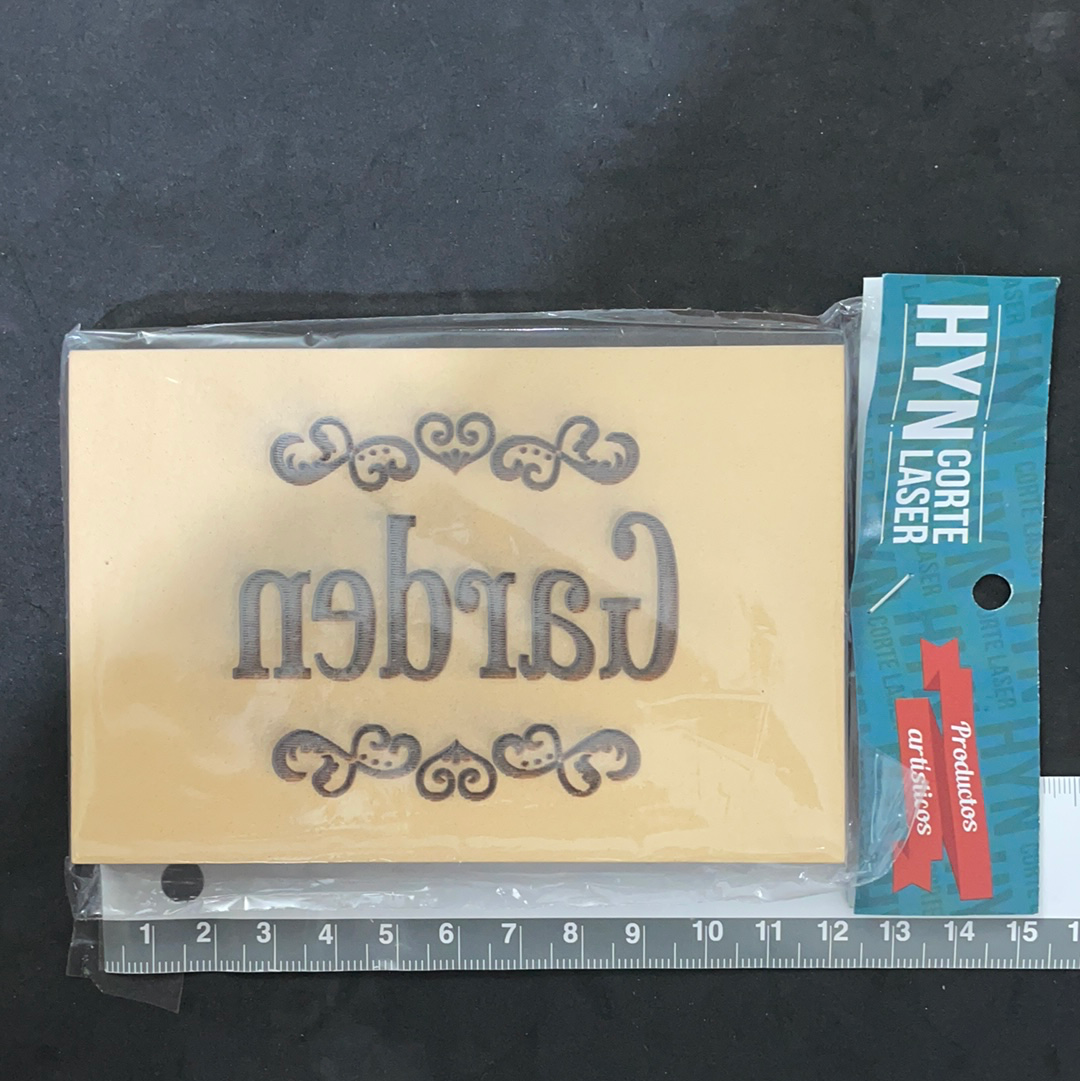 Garden
HYN
CORTE
LASER
Productos
artísticos
1 2 3 4 5 6 7 8 9 10 11 12 13 14 15 1